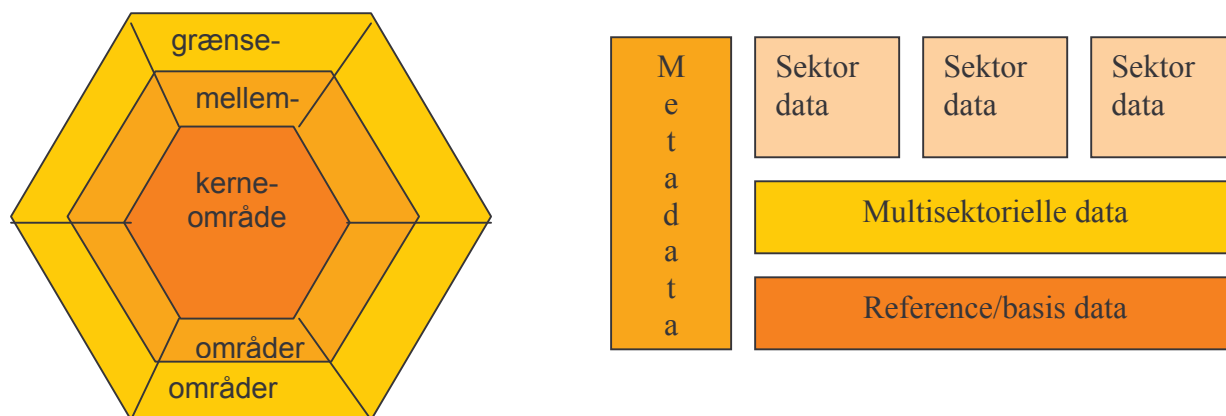 grænse-
mellem-
kerne-
område
områder
områder
M
e
t
a
d
a
t
a
Sektor
data
Sektor
data
Sektor
data
Multisektorielle data
Reference/basis data